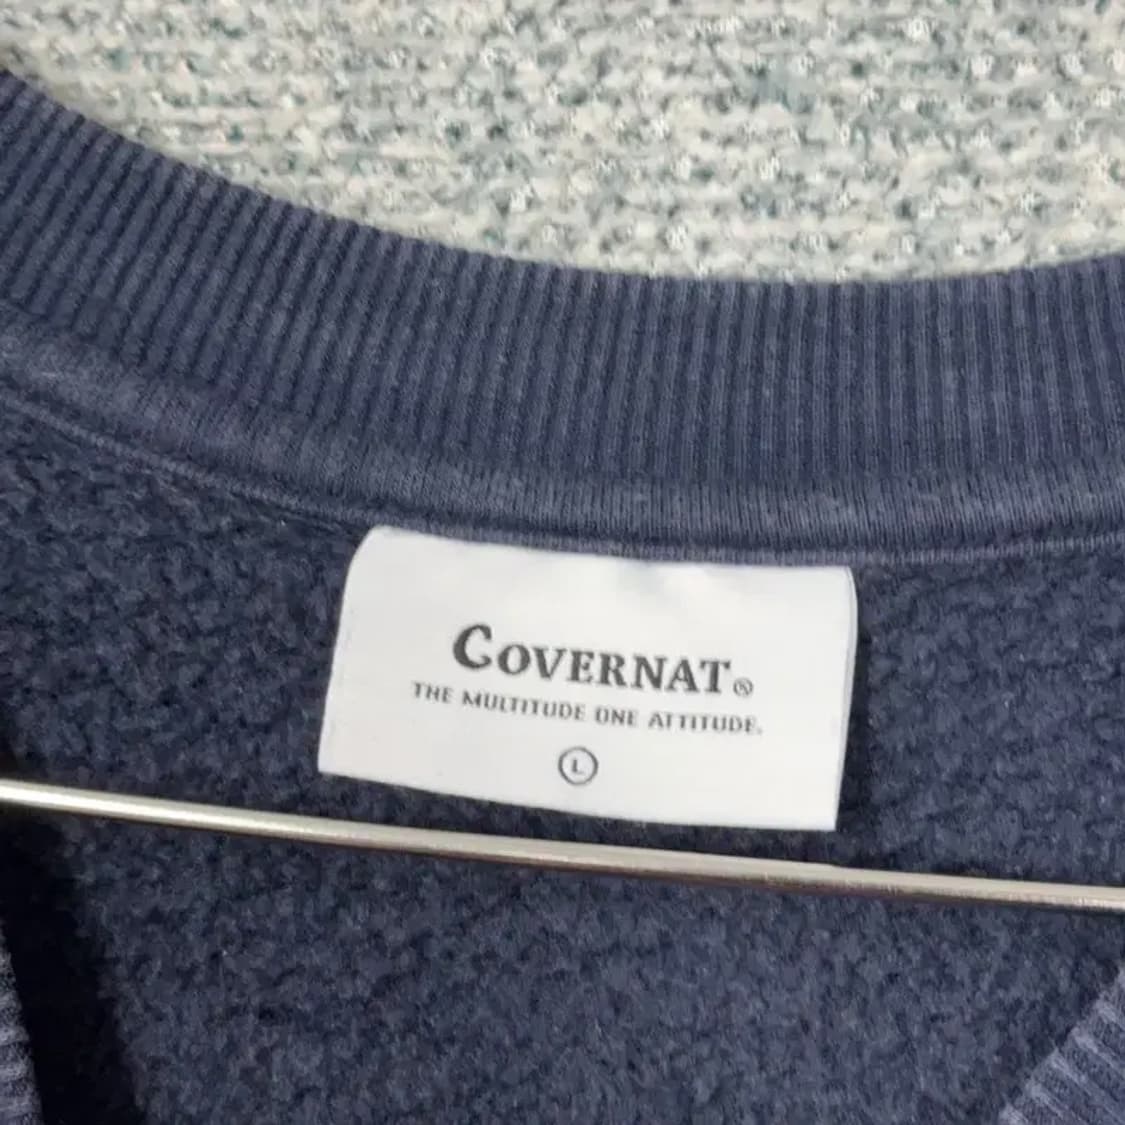 COVERNAT®
THE MULTITUDE ONE ATTITUDE.
L